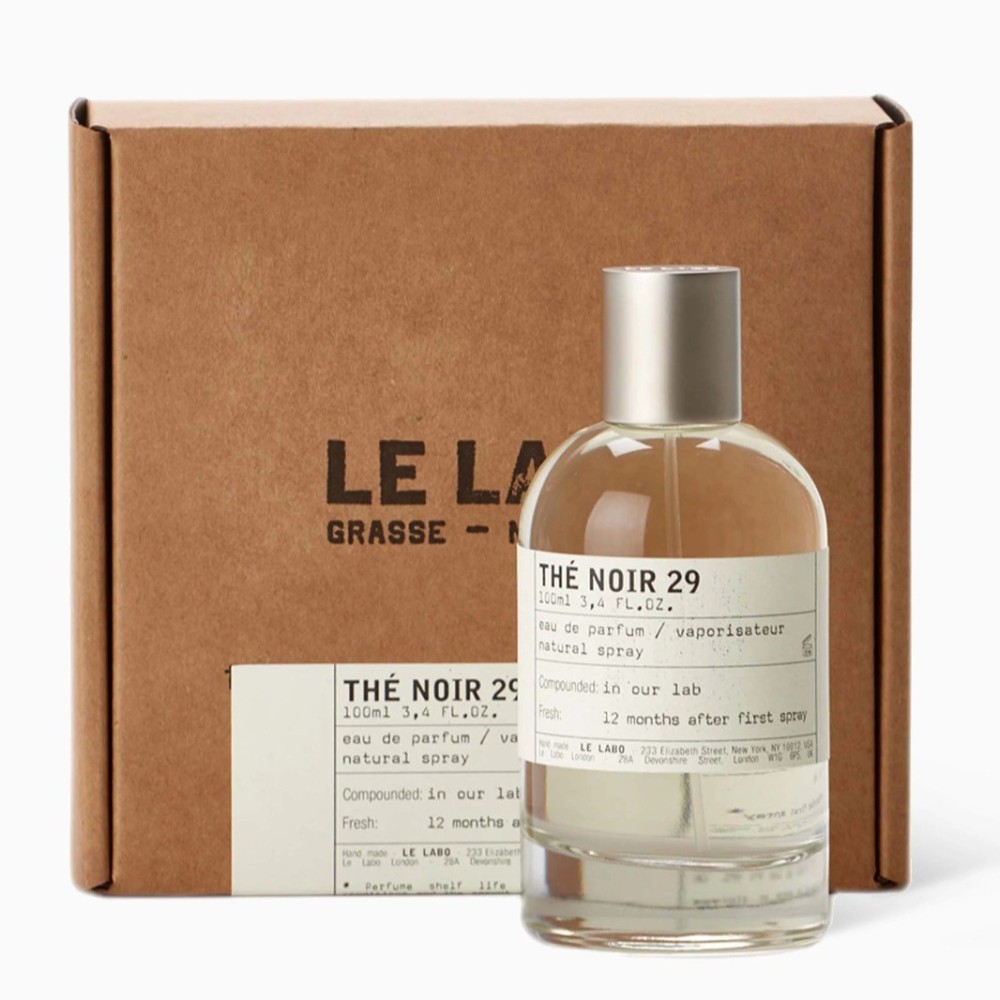 LE LA
GRASSE — N
THÉ NOIR 29
100ml 3,4 FL.OZ.
eau de parfum / va
natural spray
Compounded: in our lab
Fresh: 12 months a
Hand made - LE LABO - 233 Elizabeth
Le Labo London - 28A Devonshire
* Perfume shelf life
THÉ NOIR 29
100ml 3,4 FL.OZ.
eau de parfum / vaporisateur
natural spray
Compounded: in our lab
Fresh: 12 months after first spray
Hand made LE LABO - 233 Elizabeth Street, New York, NY 10012, USA
Le Labo London - 28A Devonshire Street, London W1G 6PS, UK